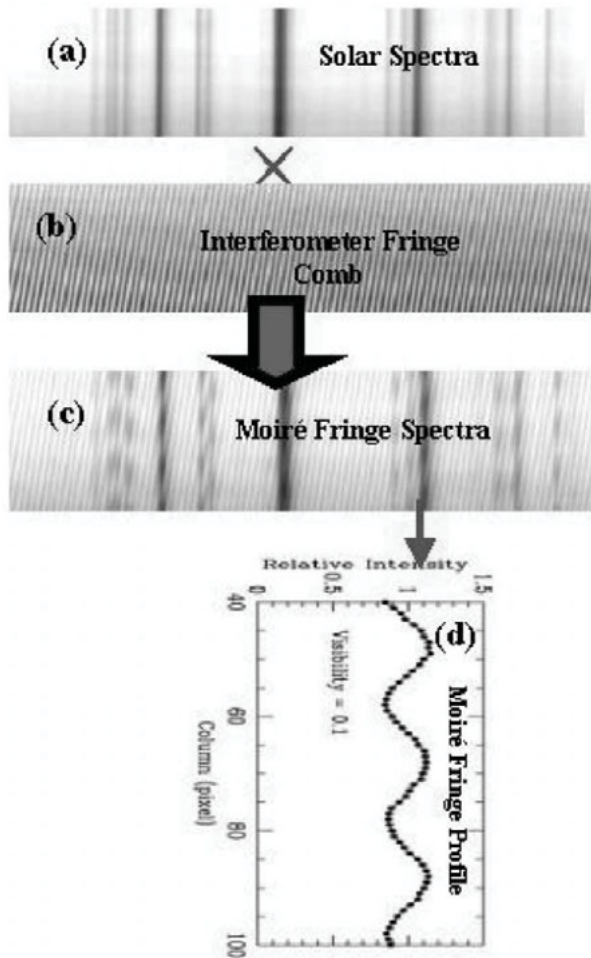 (a)
Solar Spectra
(b)
Interferometer Fringe
Comb
(c)
Moiré Fringe Spectra
Relative Intensity
0
0.5
1
1.5
(d)
40
60
80
100
Visibility = 0.1
Column (pixel)
Moiré Fringe Profile